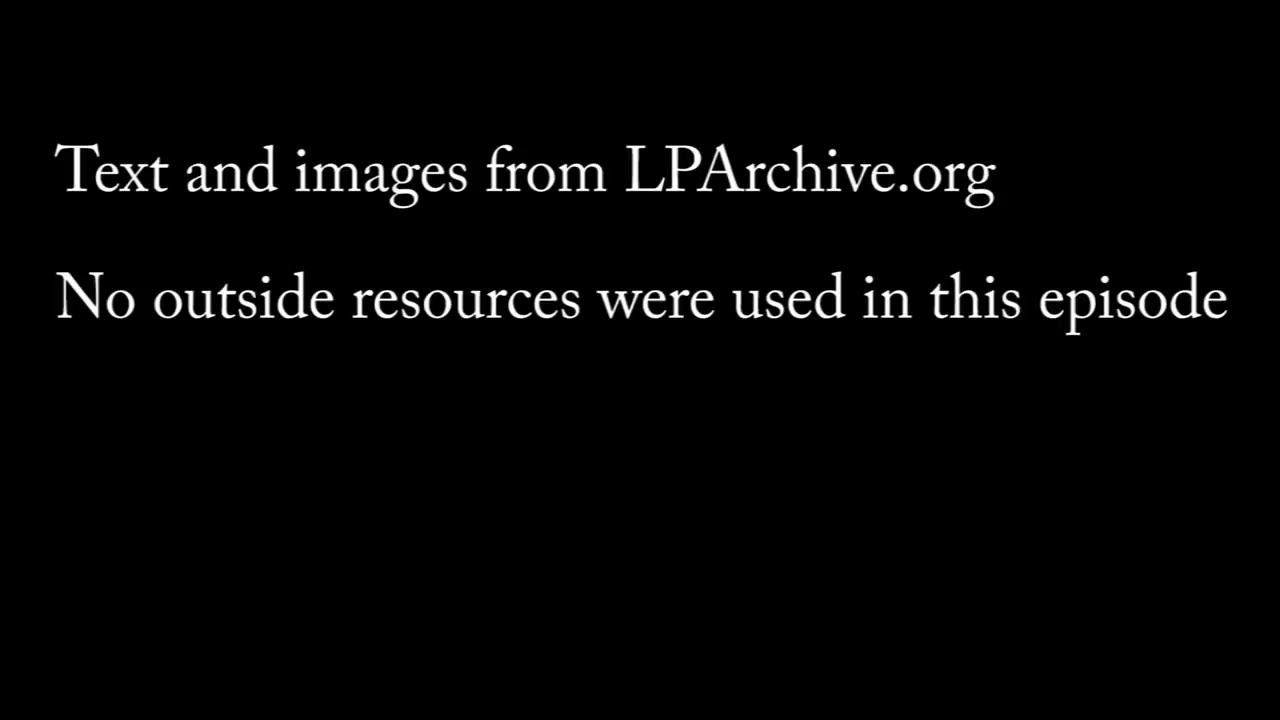 Text and images from LPArchive.org
No outside resources were used in this episode